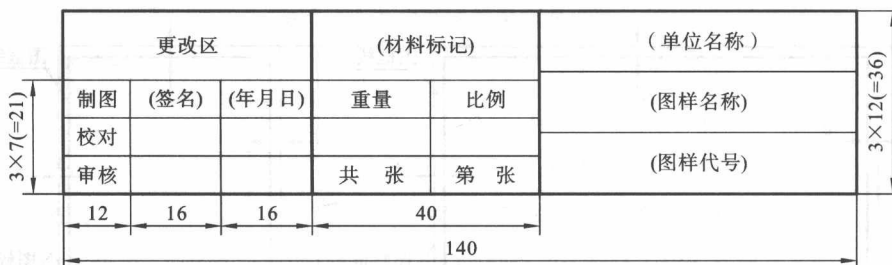 更改区 (材料标记) (单位名称)
制图 (签名) (年月日) 重量 比例 (图样名称)
校对
审核 共 张 第 张 (图样代号)
3×7(=21)
3×12(=36)
12 16 16 40
140